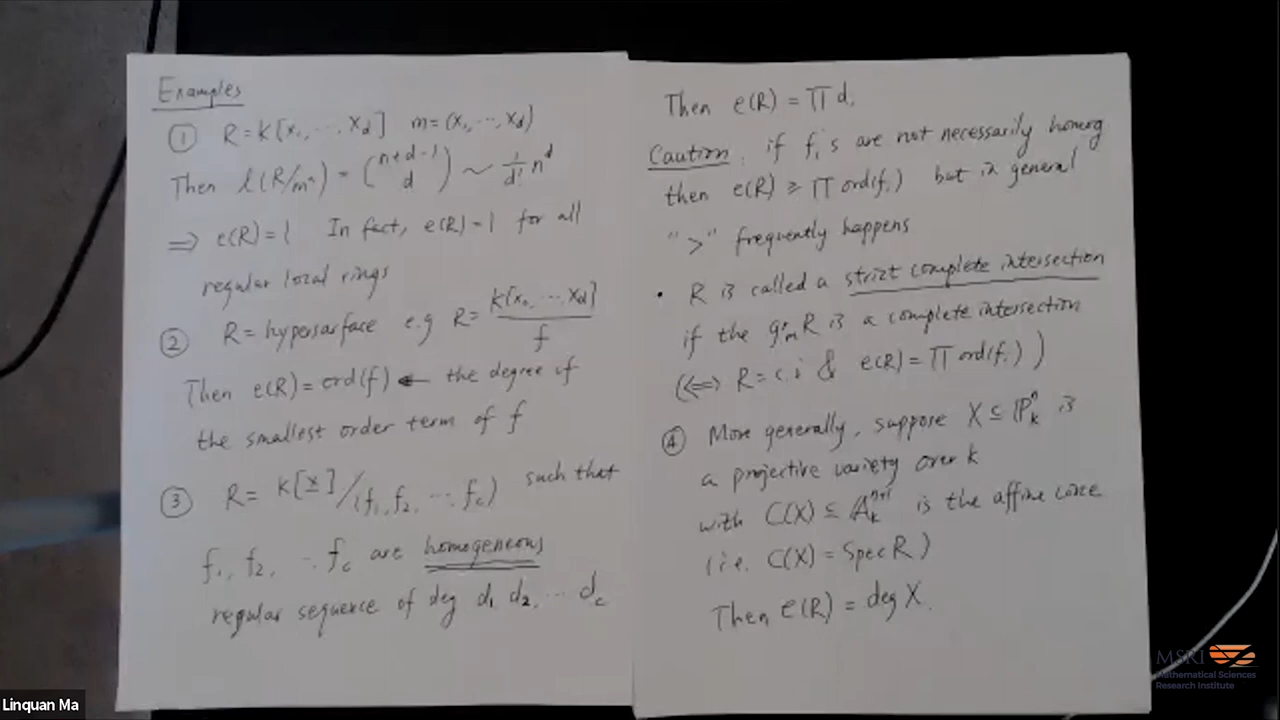 Examples
① R = k[x₁, ⋯, x_d] m = (x₁, ⋯, x_d)
Then l(R/mⁿ) = (n+d-1 d) ~ 1/d! n^d
⟹ e(R) = 1 In fact, e(R) = 1 for all
regular local rings
② R = hypersurface e.g R = k[x₀, ⋯ x_d] / f
Then e(R) = ord(f) ← the degree of
the smallest order term of f
③ R = k[x]/(f₁, f₂, ⋯ f_c) such that
f₁, f₂, ⋯ f_c are homogeneous
regular sequence of deg d₁ d₂, ⋯ d_c
Then e(R) = ∏ dᵢ
Caution, if fᵢ's are not necessarily homog
then e(R) ≥ ∏ ord(fᵢ) but in general
">" frequently happens
• R is called a strict complete intersection
if the gr_m R is a complete intersection
(⟺ R = c.i & e(R) = ∏ ord(fᵢ))
④ More generally, suppose X ⊆ ℙⁿ_k is
a projective variety over k
with C(X) ⊆ 𝔸ⁿ⁺¹_k is the affine cone
(i.e. C(X) = Spec R)
Then e(R) = deg X.
MSRI
Mathematical Sciences
Research Institute
Linquan Ma